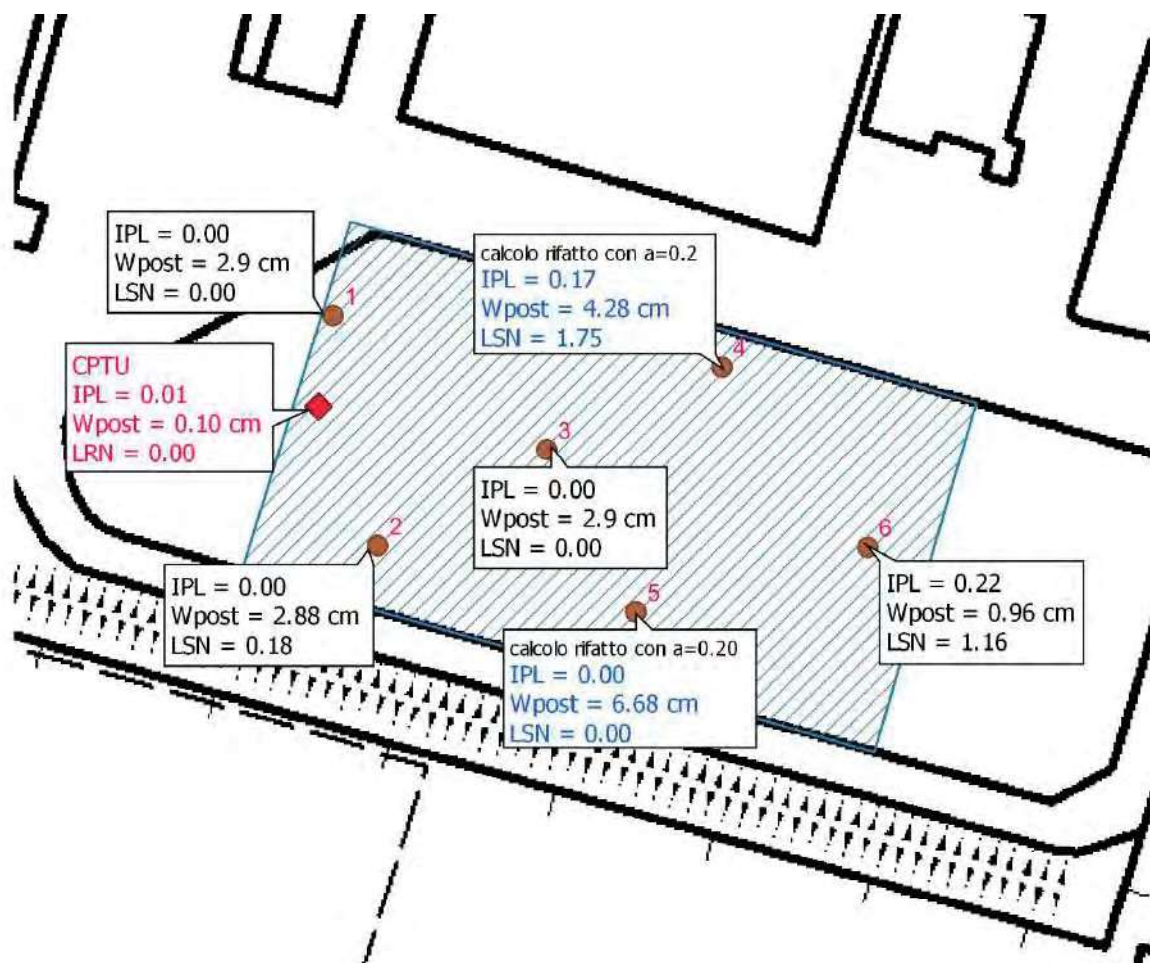 IPL = 0.00
Wpost = 2.9 cm
LSN = 0.00
1
calcolo rifatto con a=0.2
IPL = 0.17
Wpost = 4.28 cm
LSN = 1.75
4
CPTU
IPL = 0.01
Wpost = 0.10 cm
LRN = 0.00
3
IPL = 0.00
Wpost = 2.9 cm
LSN = 0.00
2
IPL = 0.00
Wpost = 2.88 cm
LSN = 0.18
6
IPL = 0.22
Wpost = 0.96 cm
LSN = 1.16
5
calcolo rifatto con a=0.20
IPL = 0.00
Wpost = 6.68 cm
LSN = 0.00